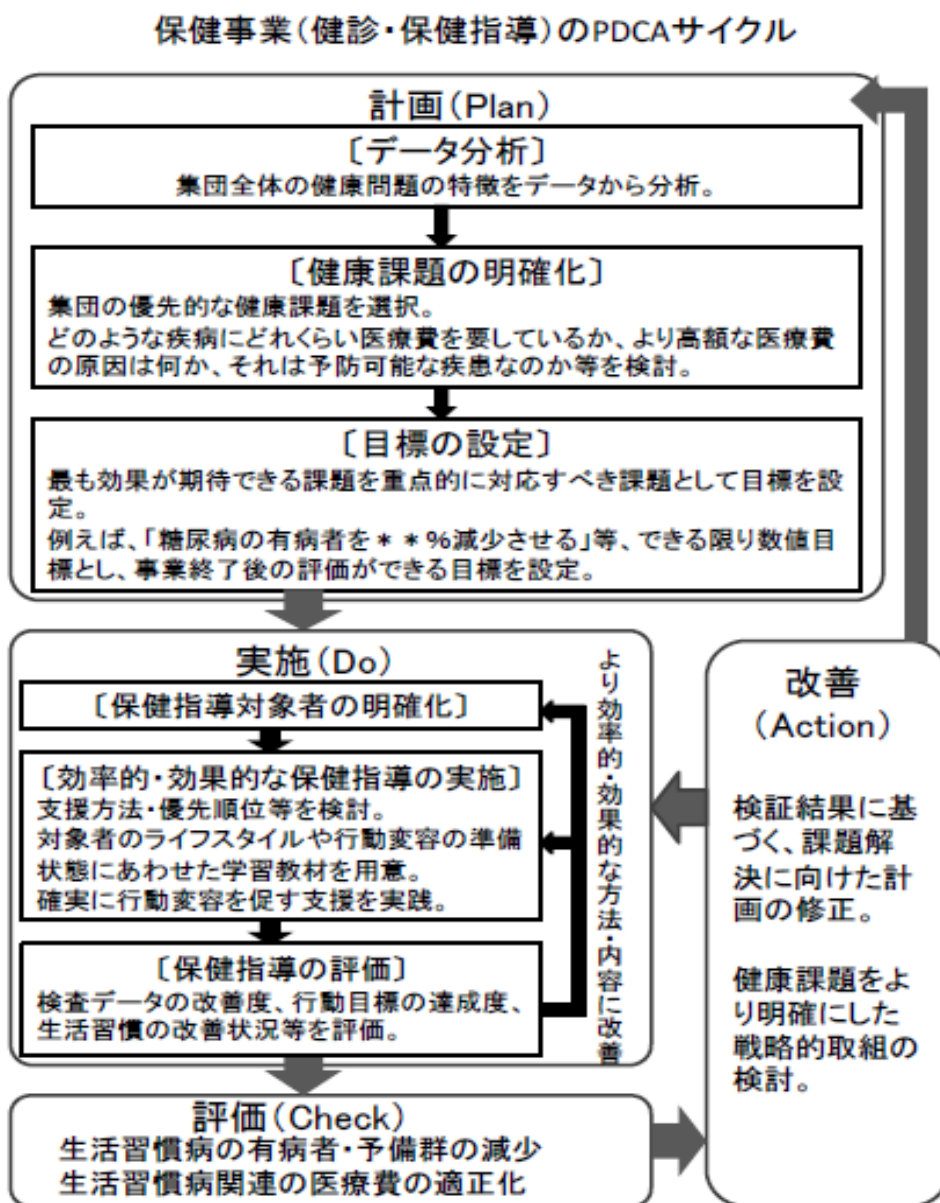 保健事業(健診・保健指導)のPDCAサイクル
計画(Plan)
〔データ分析〕
集団全体の健康問題の特徴をデータから分析。
〔健康課題の明確化〕
集団の優先的な健康課題を選択。
どのような疾病にどれくらい医療費を要しているか、より高額な医療費
の原因は何か、それは予防可能な疾患なのか等を検討。
〔目標の設定〕
最も効果が期待できる課題を重点的に対応すべき課題として目標を設
定。
例えば、「糖尿病の有病者を＊＊%減少させる」等、できる限り数値目
標とし、事業終了後の評価ができる目標を設定。
実施(Do)
〔保健指導対象者の明確化〕
〔効率的・効果的な保健指導の実施〕
支援方法・優先順位等を検討。
対象者のライフスタイルや行動変容の準備
状態にあわせた学習教材を用意。
確実に行動変容を促す支援を実践。
〔保健指導の評価〕
検査データの改善度、行動目標の達成度、
生活習慣の改善状況等を評価。
より効率的・効果的な方法・内容に改善
評価(Check)
生活習慣病の有病者・予備群の減少
生活習慣病関連の医療費の適正化
改善
(Action)
検証結果に基
づく、課題解
決に向けた計
画の修正。
健康課題をよ
り明確にした
戦略的取組の
検討。